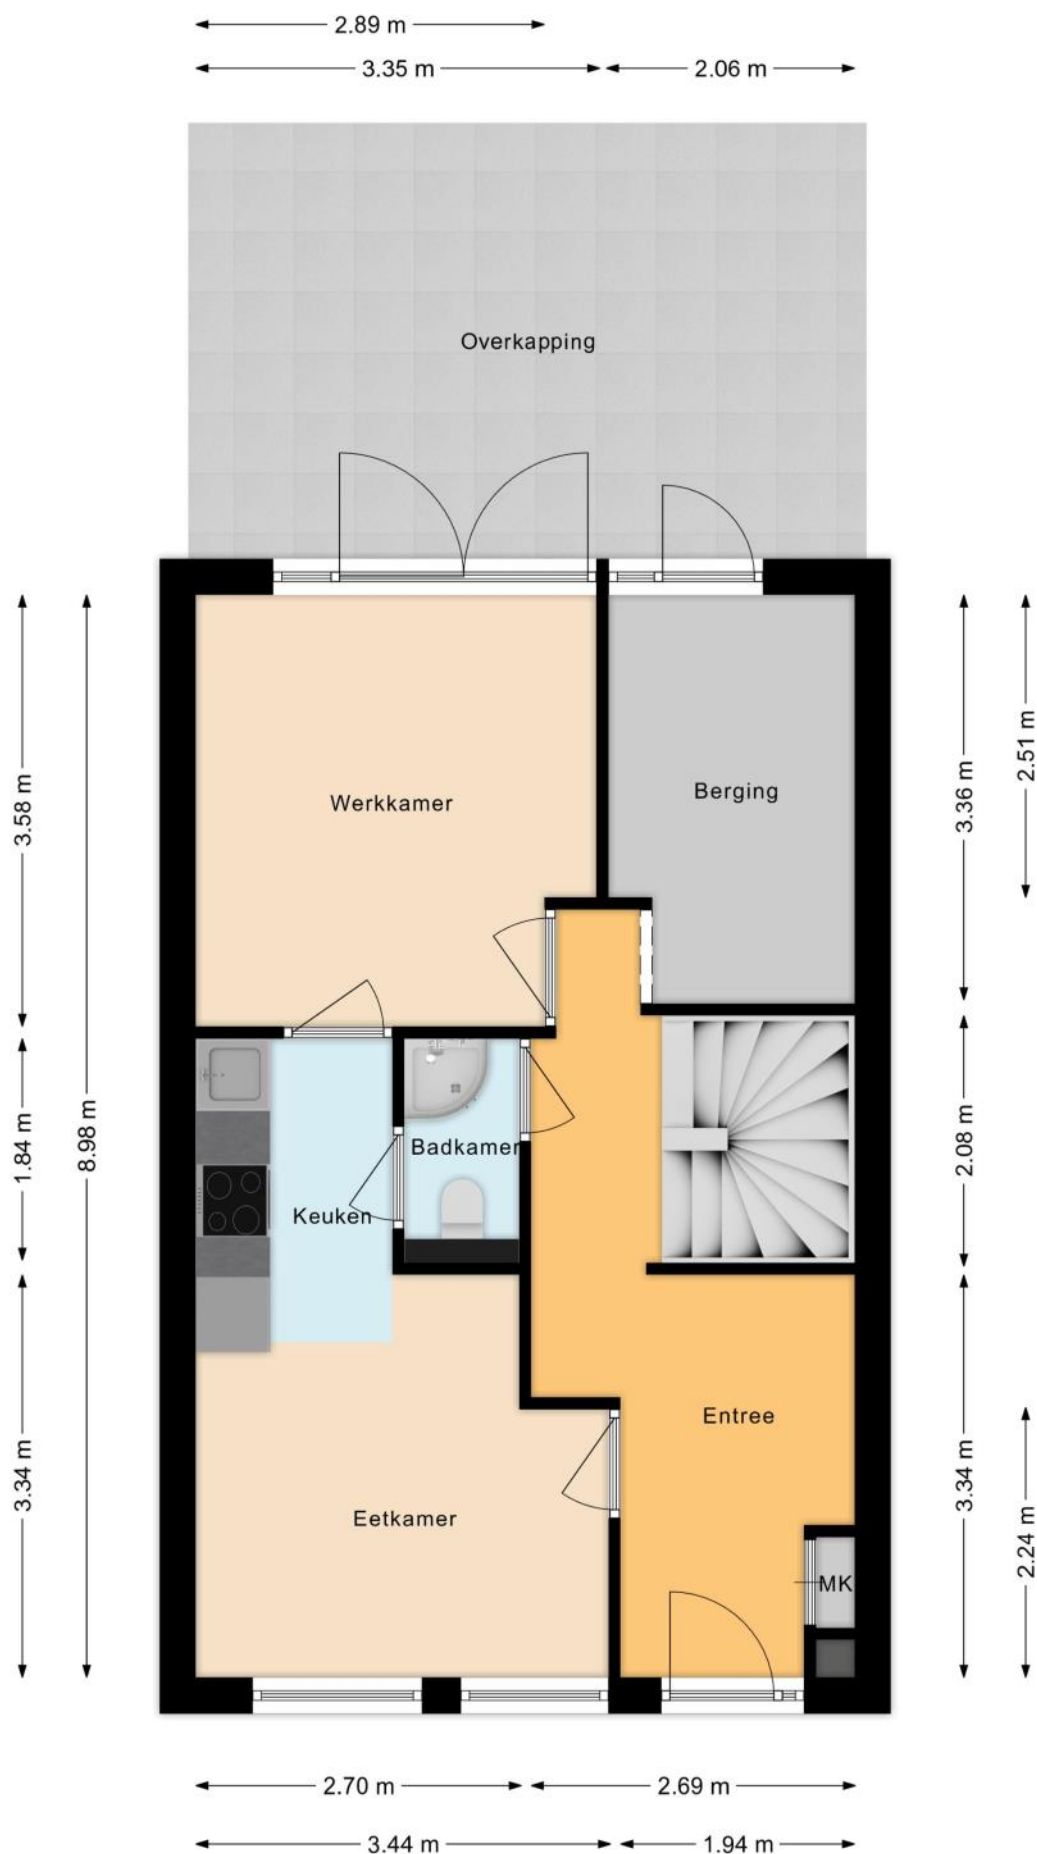 2.89 m
3.35 m
2.06 m
Overkapping
Werkkamer
Berging
3.58 m
3.36 m
2.51 m
1.84 m
8.98 m
2.08 m
Badkamer
Keuken
Entree
Eetkamer
3.34 m
3.34 m
2.24 m
MK
2.70 m
2.69 m
3.44 m
1.94 m